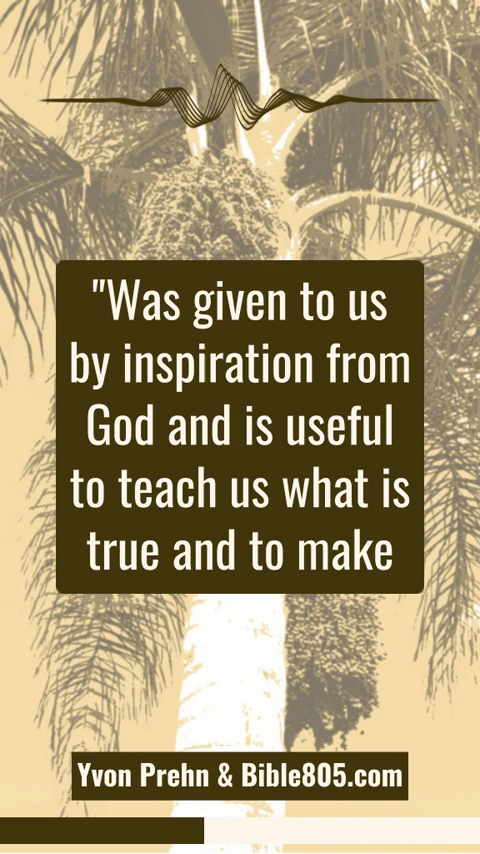 "Was given to us
by inspiration from
God and is useful
to teach us what is
true and to make
Yvon Prehn & Bible805.com